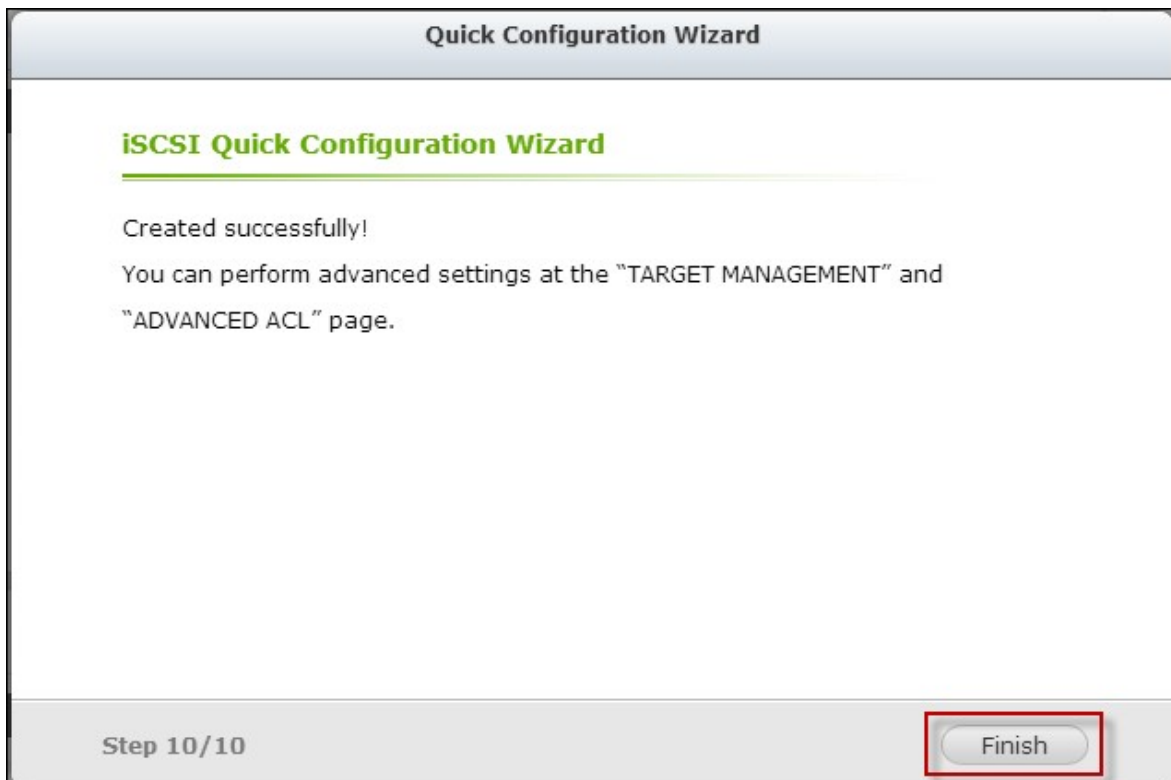 Quick Configuration Wizard
iSCSI Quick Configuration Wizard
Created successfully!
You can perform advanced settings at the “TARGET MANAGEMENT” and
“ADVANCED ACL” page.
Step 10/10
Finish